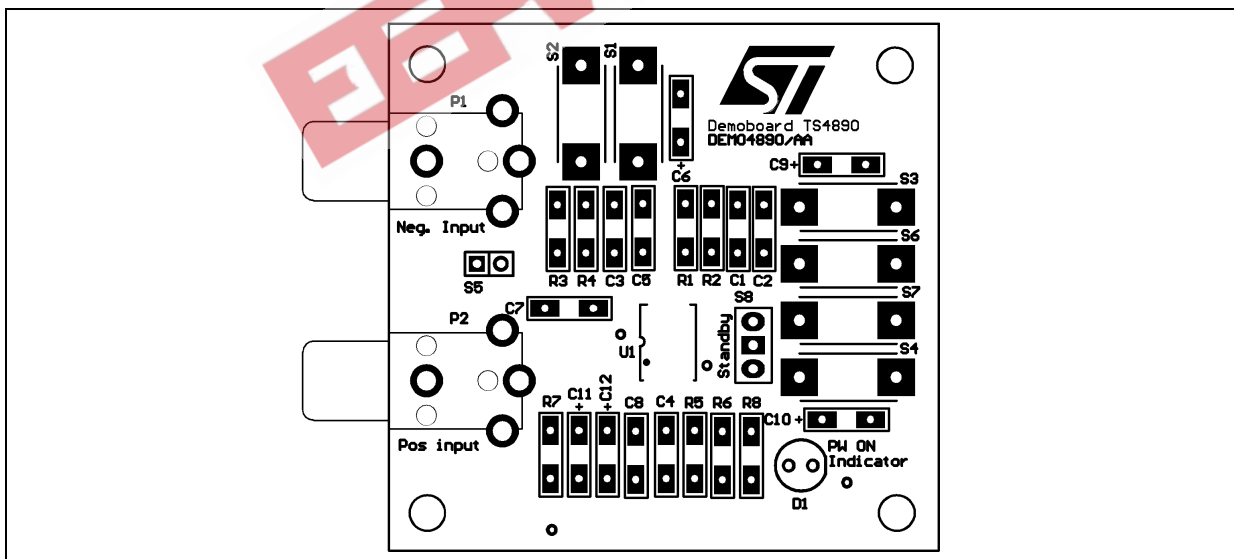 S2
S1
ST
P1
Demoboard TS4890
DEMO4890/AA
C9+
+
C6
S3
Neg. Input
S6
S5
R3 R4 C3 C5 R1 R2 C1 C2
S8
S7
C7
P2
U1
Standby
S4
R7 C11+ +C12 C8 C4 R5 R6 R8
C10+
Pos input
PW ON
Indicator
D1